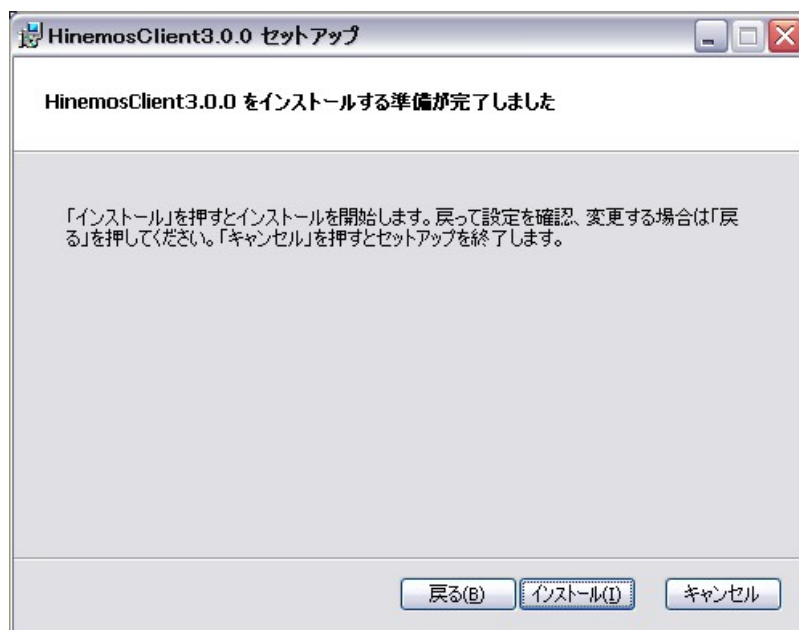 HinemosClient3.0.0 セットアップ
HinemosClient3.0.0 をインストールする準備が完了しました
「インストール」を押すとインストールを開始します。戻って設定を確認、変更する場合は「戻
る」を押してください。「キャンセル」を押すとセットアップを終了します。
戻る(B) インストール(I) キャンセル